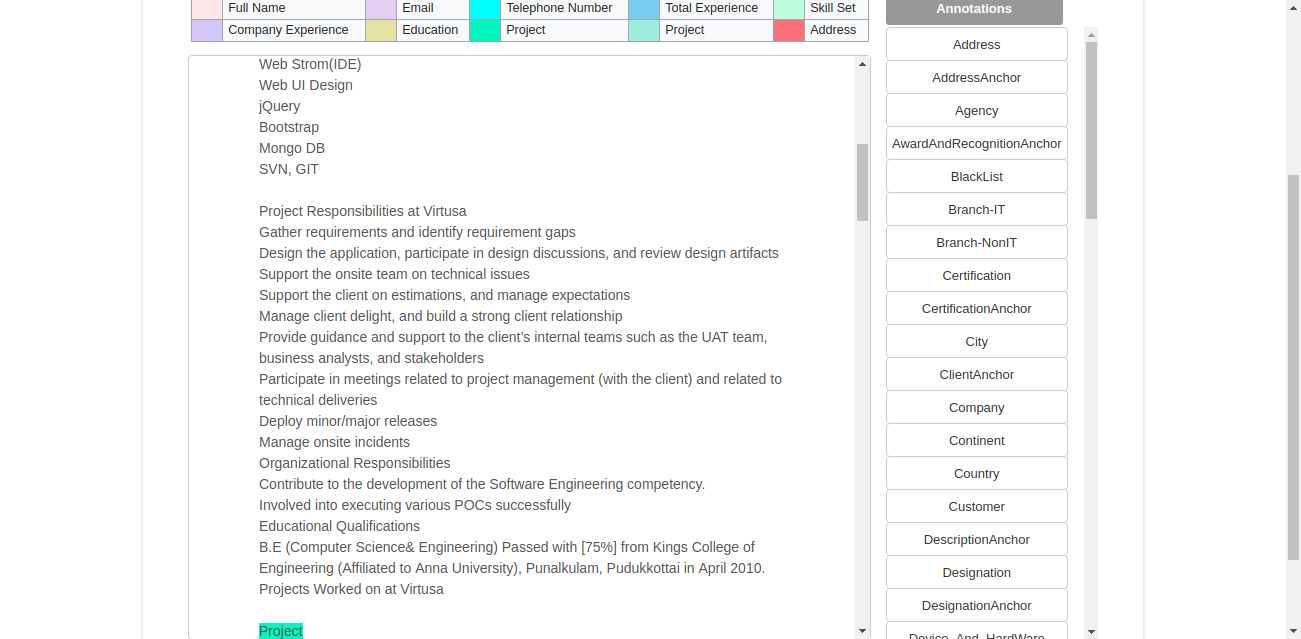 Full Name Email Telephone Number Total Experience Skill Set
Company Experience Education Project Project Address
Web Strom(IDE)
Web UI Design
jQuery
Bootstrap
Mongo DB
SVN, GIT
Project Responsibilities at Virtusa
Gather requirements and identify requirement gaps
Design the application, participate in design discussions, and review design artifacts
Support the onsite team on technical issues
Support the client on estimations, and manage expectations
Manage client delight, and build a strong client relationship
Provide guidance and support to the client’s internal teams such as the UAT team,
business analysts, and stakeholders
Participate in meetings related to project management (with the client) and related to
technical deliveries
Deploy minor/major releases
Manage onsite incidents
Organizational Responsibilities
Contribute to the development of the Software Engineering competency.
Involved into executing various POCs successfully
Educational Qualifications
B.E (Computer Science& Engineering) Passed with [75%] from Kings College of
Engineering (Affiliated to Anna University), Punalkulam, Pudukkottai in April 2010.
Projects Worked on at Virtusa
Project
Annotations
Address
AddressAnchor
Agency
AwardAndRecognitionAnchor
BlackList
Branch-IT
Branch-NonIT
Certification
CertificationAnchor
City
ClientAnchor
Company
Continent
Country
Customer
DescriptionAnchor
Designation
DesignationAnchor
Device_And_HardWare